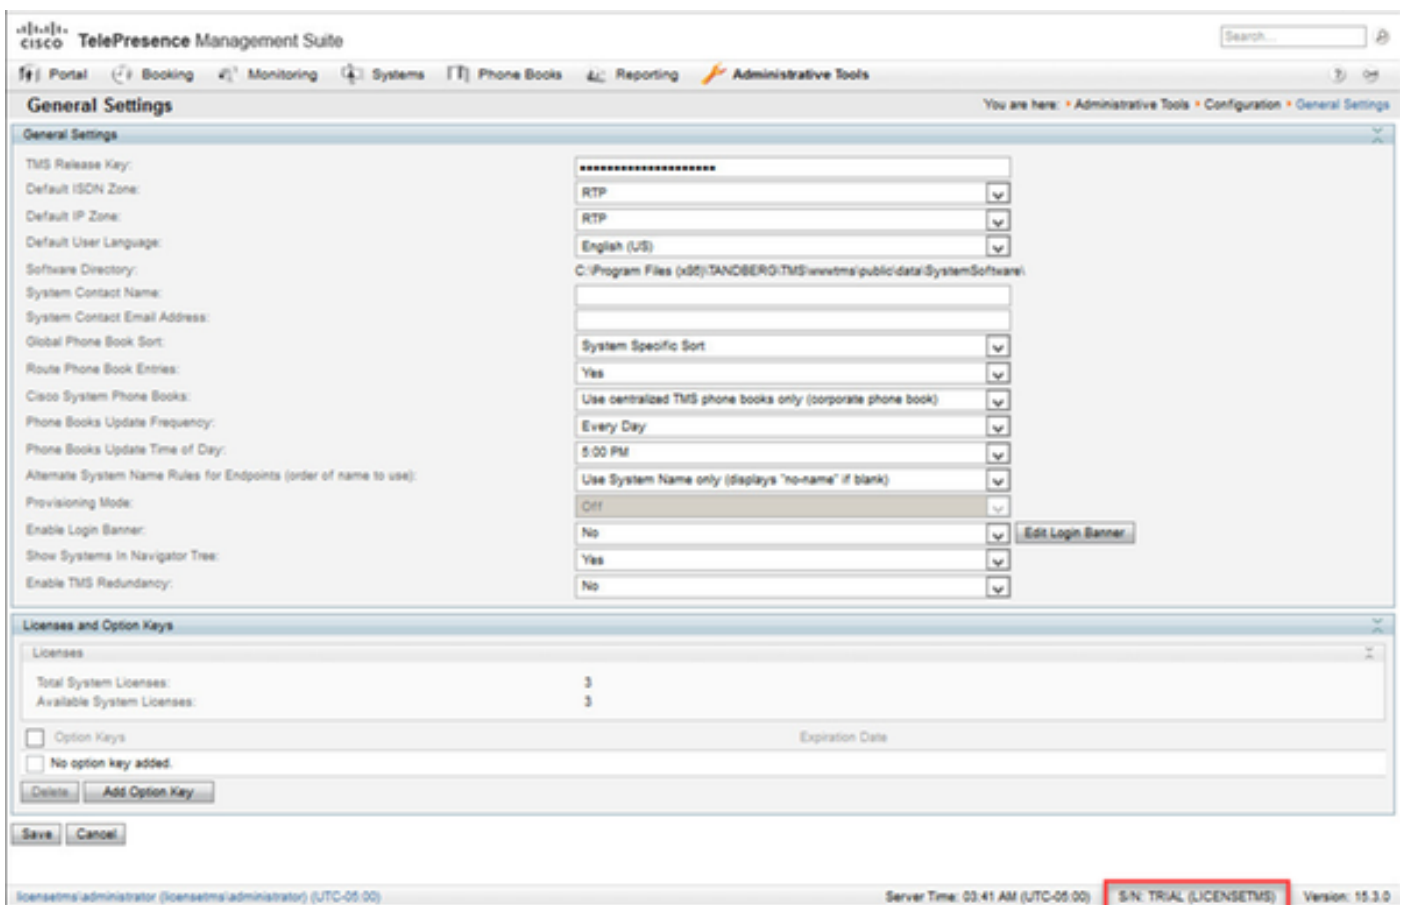 cisco TelePresence Management Suite
Search...
Portal Booking Monitoring Systems Phone Books Reporting Administrative Tools
General Settings
You are here: Administrative Tools Configuration General Settings
General Settings
TMS Release Key:
Default ISDN Zone: RTP
Default IP Zone: RTP
Default User Language: English (US)
Software Directory: C:\Program Files (x86)\TANDBERG\TMS\wwwtms\public\data\SystemSoftware\
System Contact Name:
System Contact Email Address:
Global Phone Book Sort: System Specific Sort
Route Phone Book Entries: Yes
Cisco System Phone Books: Use centralized TMS phone books only (corporate phone book)
Phone Books Update Frequency: Every Day
Phone Books Update Time of Day: 5:00 PM
Alternate System Name Rules for Endpoints (order of name to use): Use System Name only (displays "no-name" if blank)
Provisioning Mode: Off
Enable Login Banner: No Edit Login Banner
Show Systems In Navigator Tree: Yes
Enable TMS Redundancy: No
Licenses and Option Keys
Licenses
Total System Licenses: 3
Available System Licenses: 3
Option Keys Expiration Date
No option key added.
Delete Add Option Key
Save Cancel
licensetms\administrator (licensetms\administrator) (UTC-05:00) Server Time: 03:41 AM (UTC-05:00) S/N: TRIAL (LICENSETMS) Version: 15.3.0